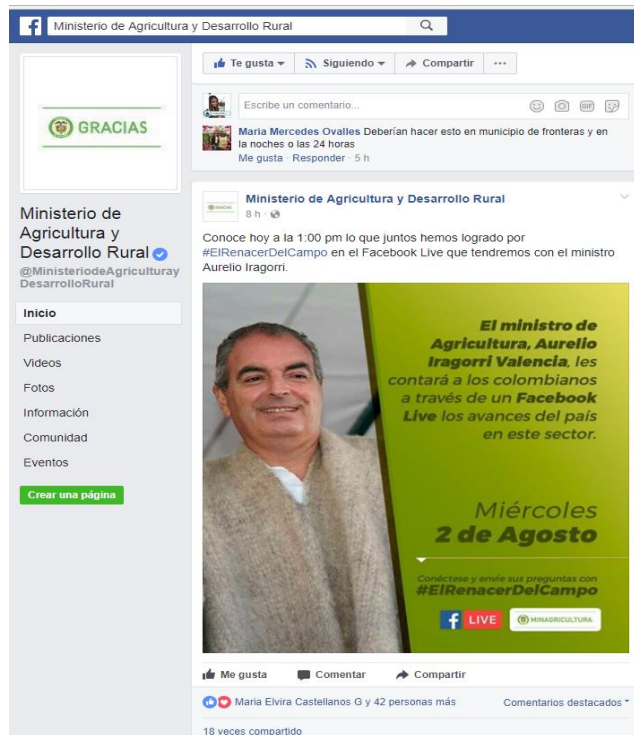 Ministerio de Agricultura y Desarrollo Rural
Te gusta
Siguiendo
Compartir
GRACIAS
Escribe un comentario...
GIF
Maria Mercedes Ovalles Deberían hacer esto en municipio de fronteras y en
la noches o las 24 horas
Me gusta · Responder · 5 h
Ministerio de
Agricultura y
Desarrollo Rural
@MinisteriodeAgriculturay
DesarrolloRural
Inicio
Publicaciones
Videos
Fotos
Información
Comunidad
Eventos
Crear una página
GRACIAS
Ministerio de Agricultura y Desarrollo Rural
8 h
Conoce hoy a la 1:00 pm lo que juntos hemos logrado por
#ElRenacerDelCampo en el Facebook Live que tendremos con el ministro
Aurelio Iragorri.
El ministro de
Agricultura, Aurelio
Iragorri Valencia, les
contará a los colombianos
a través de un Facebook
Live los avances del país
en este sector.
Miércoles
2 de Agosto
Conéctese y envíe sus preguntas con
#ElRenacerDelCampo
f LIVE
MINAGRICULTURA
Me gusta
Comentar
Compartir
Maria Elvira Castellanos G y 42 personas más
Comentarios destacados
18 veces compartido